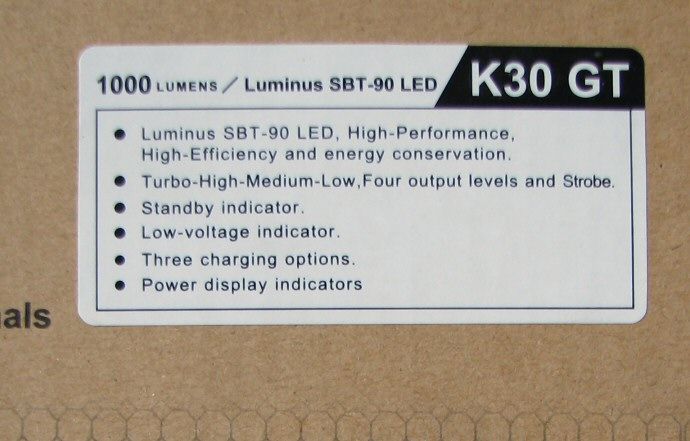 1000 LUMENS / Luminus SBT-90 LED K30 GT
● Luminus SBT-90 LED, High-Performance,
High-Efficiency and energy conservation.
● Turbo-High-Medium-Low,Four output levels and Strobe.
● Standby indicator.
● Low-voltage indicator.
● Three charging options.
● Power display indicators
als